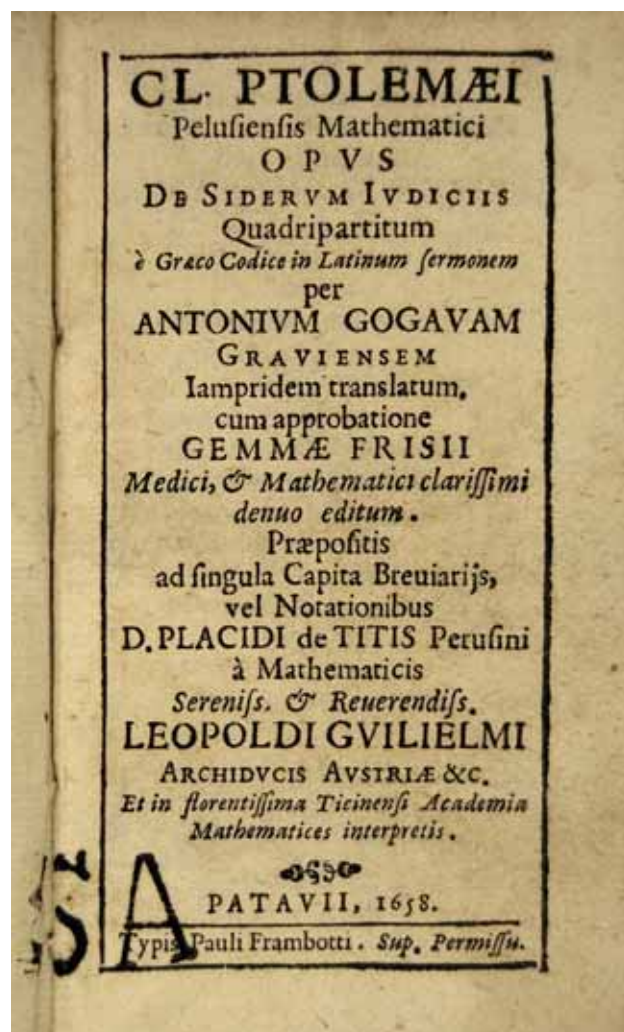 CL. PTOLEMÆI
Peluſienſis Mathematici
OPVS
DE SIDERVM IVDICIIS
Quadripartitum
è Græco Codice in Latinum ſermonem
per
ANTONIVM GOGAVAM
GRAVIENSEM
Iampridem translatum,
cum approbatione
GEMMÆ FRISII
Medici, & Mathematici clariſſimi
denuo editum.
Præpoſitis
ad ſingula Capita Breuiarijs,
vel Notationibus
D. PLACIDI de TITIS Peruſini
à Mathematicis
Sereniſs. & Reuerendiſs.
LEOPOLDI GVILIELMI
ARCHIDVCIS AVSTRIÆ &C.
Et in florentiſſima Ticinenſi Academia
Mathematices interpretis.
PATAVII, 1658.
Typis Pauli Frambotti. Sup. Permiſſu.
A